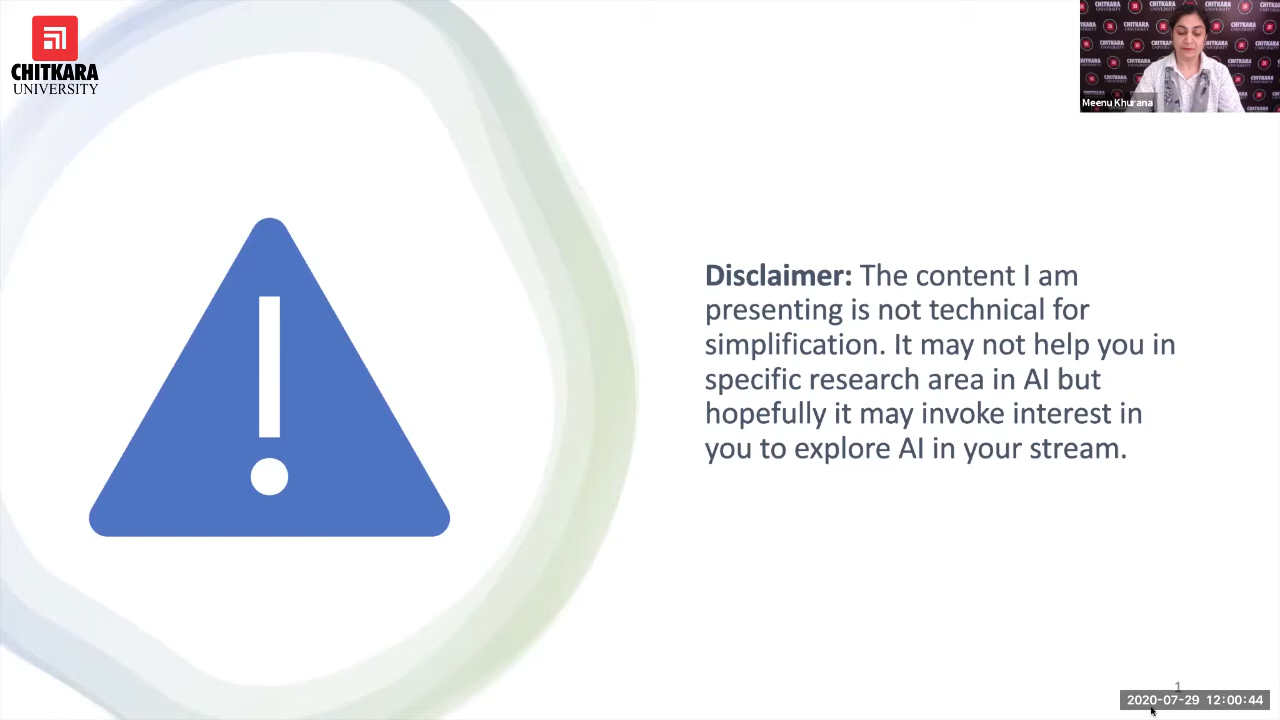 CHITKARA
UNIVERSITY
Meenu Khurana
Disclaimer: The content I am
presenting is not technical for
simplification. It may not help you in
specific research area in AI but
hopefully it may invoke interest in
you to explore AI in your stream.
1
2020-07-29 12:00:44